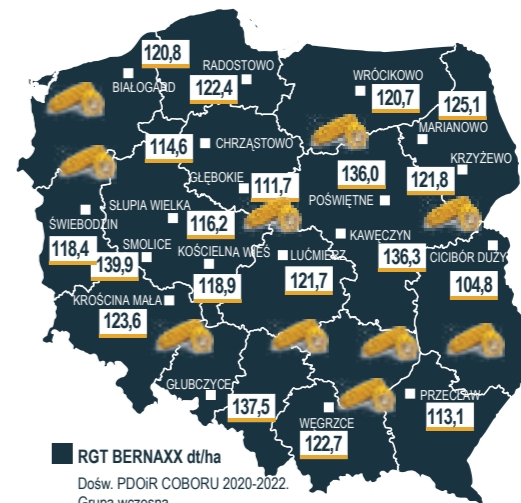 120,8
BIAŁOGARD
RADOSTOWO
122,4
WRÓCIKOWO
120,7
125,1
MARIANOWO
114,6
CHRZĄSTOWO
KRZYŻEWO
121,8
GŁĘBOKIE
111,7
136,0
POŚWIĘTNE
SŁUPIA WIELKA
116,2
ŚWIEBODZIN
118,4
KAWĘCZYN
136,3
CICIBÓR DUŻY
104,8
SMOLICE
139,9
KOŚCIELNA WIEŚ
118,9
LUĆMIERZ
121,7
KROŚCINA MAŁA
123,6
GŁUBCZYCE
137,5
WĘGRZCE
122,7
PRZECŁAW
113,1
RGT BERNAXX dt/ha
Dośw. PDOiR COBORU 2020-2022.
Grupa wczesna